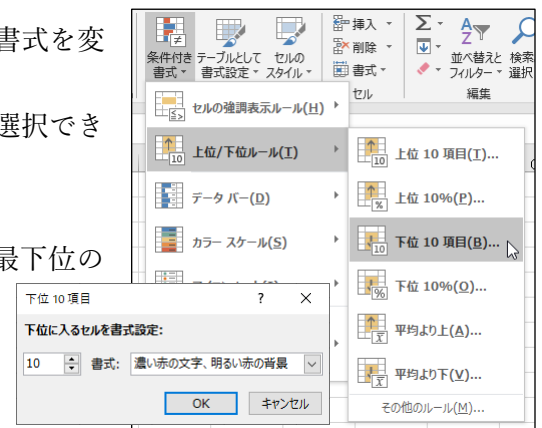 書式を変
選択でき
最下位の
条件付き
書式
テーブルとして
書式設定
セルの
スタイル
挿入
削除
書式
セル
並べ替えと
フィルター
検索
選択
編集
セルの強調表示ルール(H)
上位/下位ルール(T)
データ バー(D)
カラー スケール(S)
上位 10 項目(T)...
上位 10%(P)...
下位 10 項目(B)...
下位 10%(O)...
平均より上(A)...
平均より下(V)...
その他のルール(M)...
下位 10 項目
? ×
下位に入るセルを書式設定:
10 書式: 濃い赤の文字、明るい赤の背景
OK キャンセル